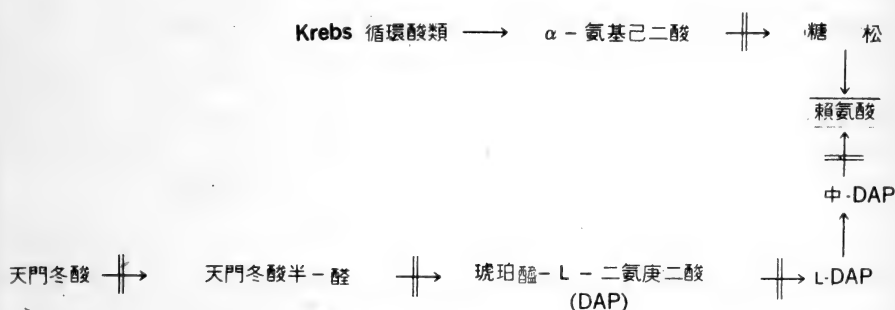 Krebs 循環酸類 → α - 氨基己二酸 → 糖 松
賴氨酸
中-DAP
天門冬酸 → 天門冬酸半-醛 → 琥珀醯-L-二氨庚二酸 → L-DAP
(DAP)